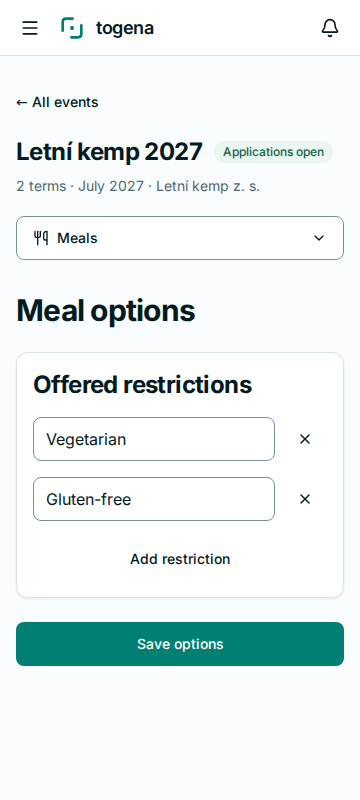 togena
← All events
Letní kemp 2027 Applications open
2 terms · July 2027 · Letní kemp z. s.
Meals
Meal options
Offered restrictions
Vegetarian
Gluten-free
Add restriction
Save options